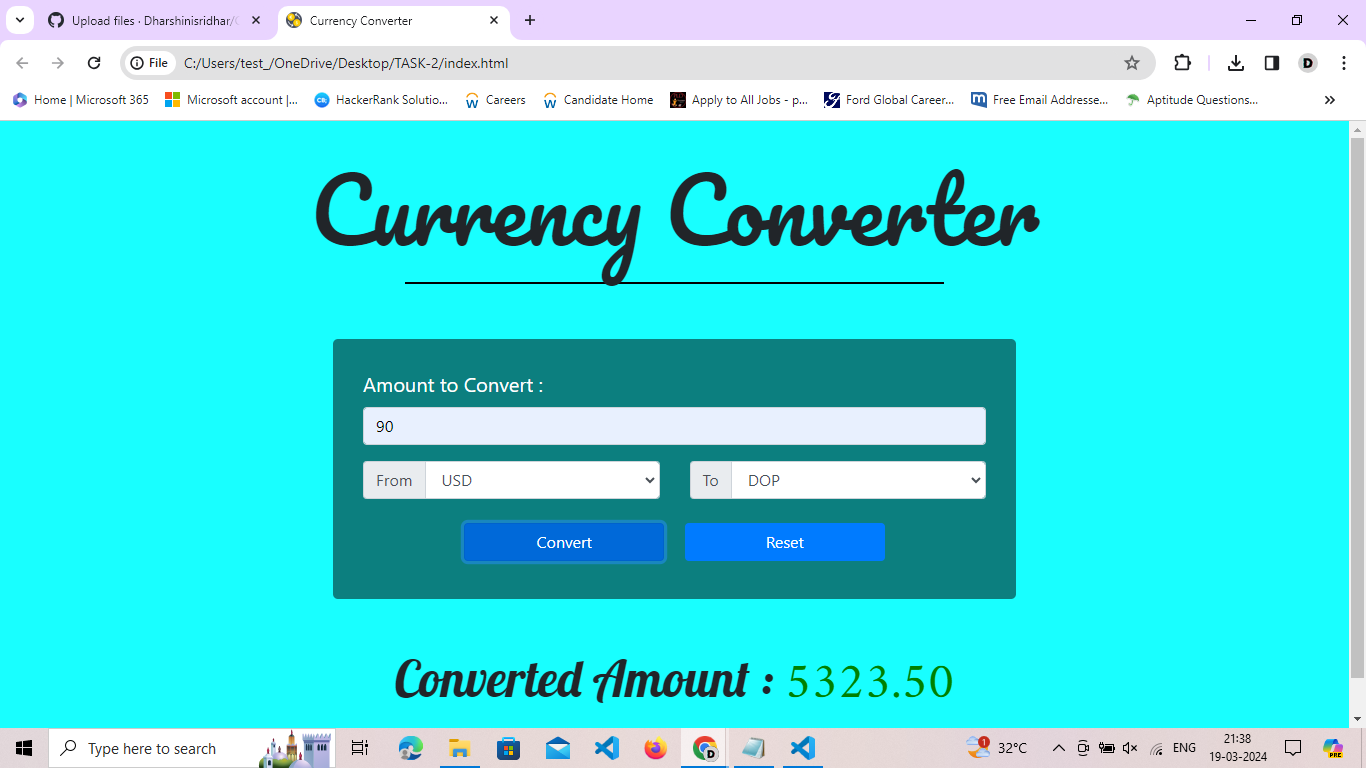 Upload files · Dharshinisridhar/
Currency Converter
File
C:/Users/test_/OneDrive/Desktop/TASK-2/index.html
D
Home | Microsoft 365
Microsoft account |...
CR
HackerRank Solutio...
Careers
Candidate Home
Apply to All Jobs - p...
Ford Global Career...
Free Email Addresse...
Aptitude Questions...
Currency Converter
Amount to Convert :
90
From USD
To DOP
Convert
Reset
Converted Amount : 5323.50
Type here to search
D
1
32°C
ENG
21:38
19-03-2024
PRE